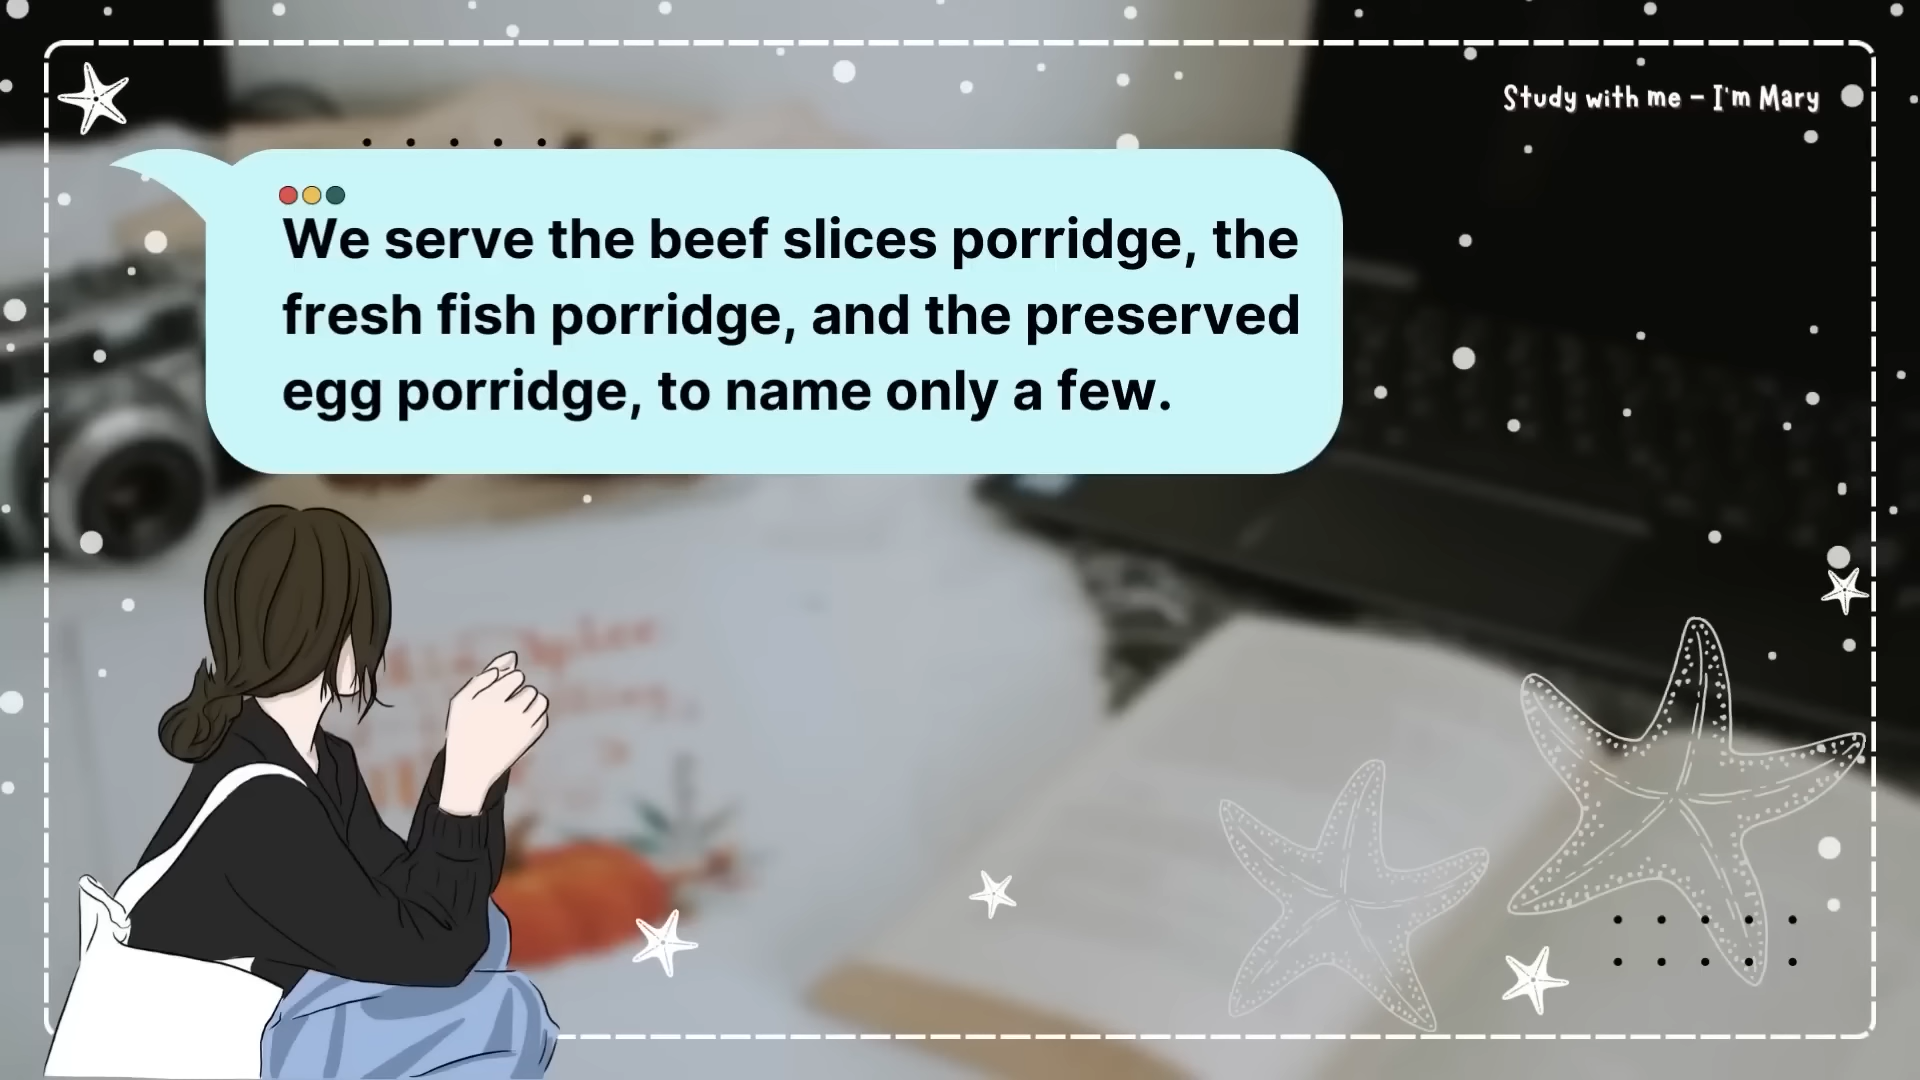 Study with me - I'm Mary
We serve the beef slices porridge, the
fresh fish porridge, and the preserved
egg porridge, to name only a few.